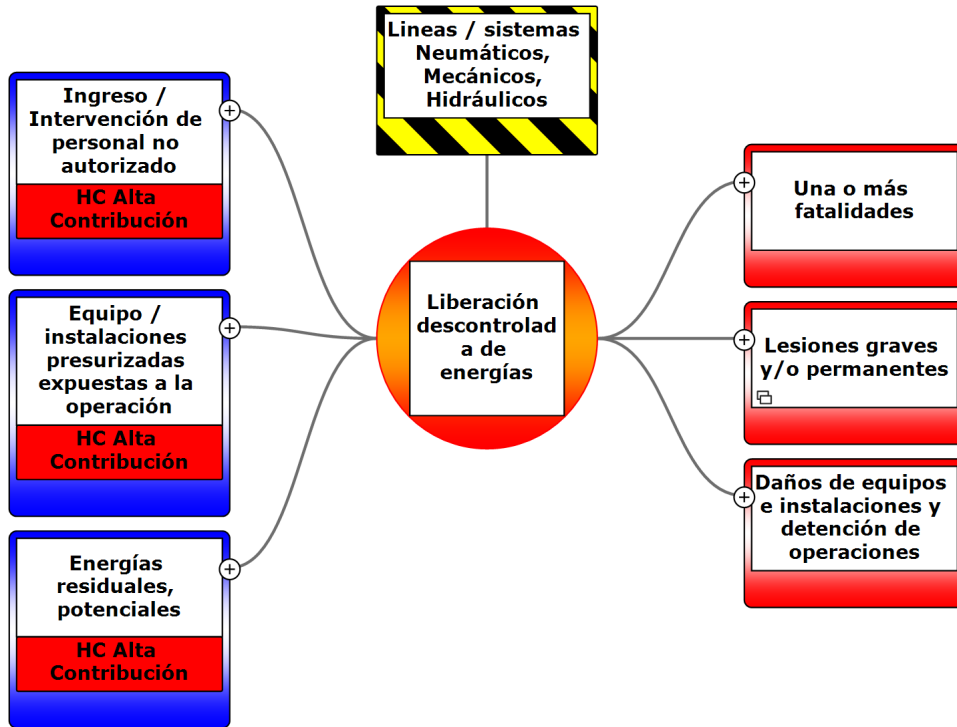 Lineas / sistemas
Neumáticos,
Mecánicos,
Hidráulicos
Ingreso /
Intervención de
personal no
autorizado
HC Alta
Contribución
Equipo /
instalaciones
presurizadas
expuestas a la
operación
HC Alta
Contribución
Energías
residuales,
potenciales
HC Alta
Contribución
Liberación
descontrolad
a de
energías
Una o más
fatalidades
Lesiones graves
y/o permanentes
Daños de equipos
e instalaciones y
detención de
operaciones